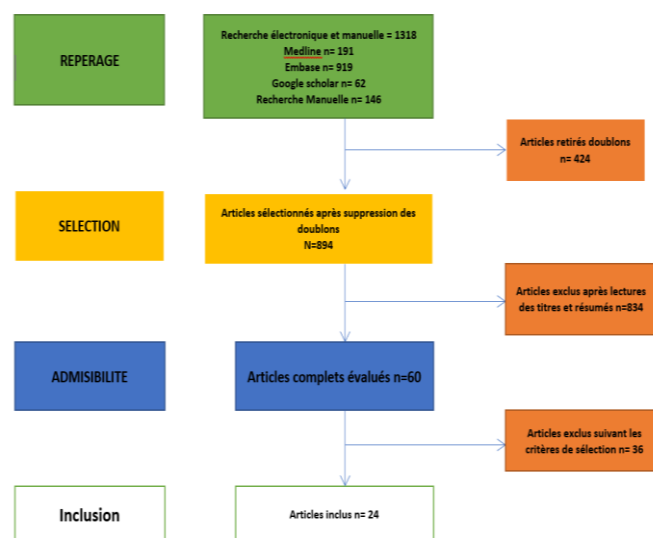 REPERAGE
Recherche électronique et manuelle = 1318
Medline n= 191
Embase n= 919
Google scholar n= 62
Recherche Manuelle n= 146
Articles retirés doublons
n= 424
SELECTION
Articles sélectionnés après suppression des
doublons
N=894
Articles exclus après lectures
des titres et résumés n=834
ADMISIBILITE
Articles complets évalués n=60
Articles exclus suivant les
critères de sélection n= 36
Inclusion
Articles inclus n= 24